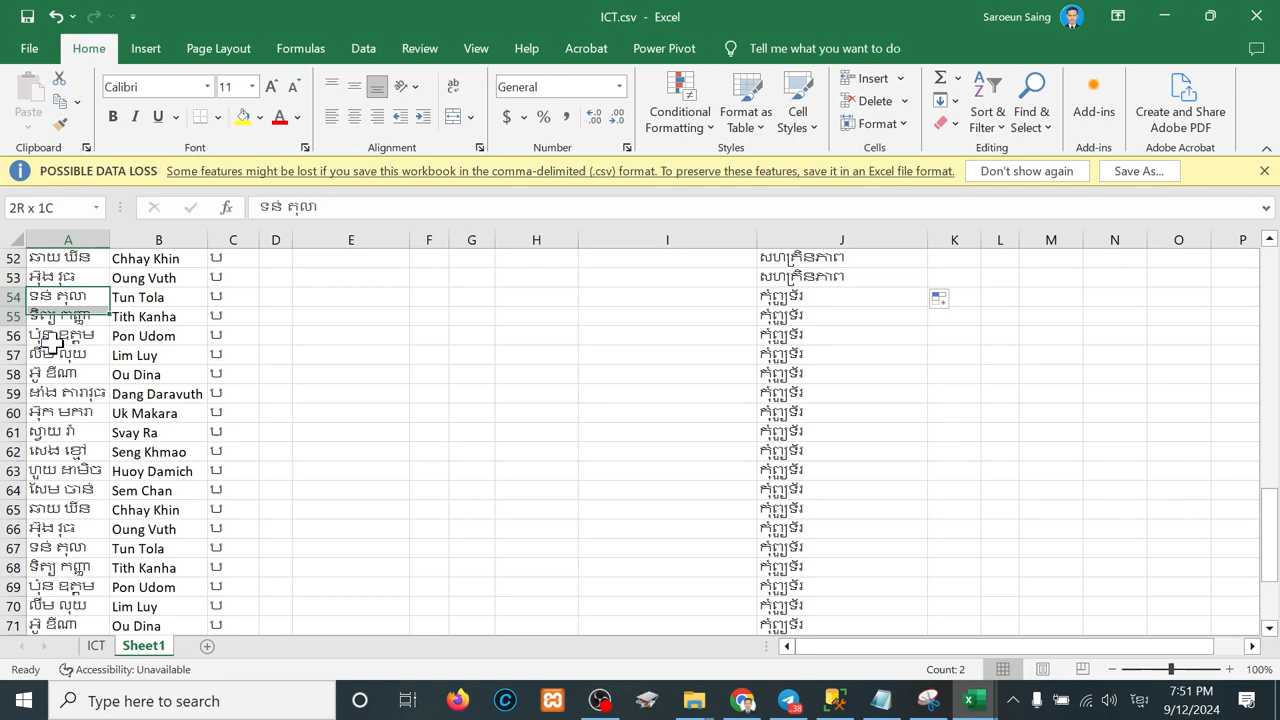 ICT.csv - Excel
Saroeun Saing
File Home Insert Page Layout Formulas Data Review View Help Acrobat Power Pivot Tell me what you want to do
Calibri 11 General
Paste
Conditional Formatting
Format as Table
Cell Styles
Insert
Delete
Format
Sort & Filter
Find & Select
Add-ins
Create and Share Adobe PDF
Clipboard Font Alignment Number Styles Cells Editing Add-ins Adobe Acrobat
POSSIBLE DATA LOSS Some features might be lost if you save this workbook in the comma-delimited (.csv) format. To preserve these features, save it in an Excel file format. Don't show again Save As...
2R x 1C ទន់ តុលា
A B C D E F G H I J K L M N O P
52 ឆាយ ឃីន Chhay Khin ប សហគ្រិនភាព
53 អ៊ុង វុធ Oung Vuth ប សហគ្រិនភាព
54 ទន់ តុលា Tun Tola ប កុំព្យូទ័រ
55 ទិត្យ កញ្ញា Tith Kanha ប កុំព្យូទ័រ
56 ប៉ុន ឧត្តម Pon Udom ប កុំព្យូទ័រ
57 លឹម លុយ Lim Luy ប កុំព្យូទ័រ
58 អ៊ូ ឌីណា Ou Dina ប កុំព្យូទ័រ
59 ដាំង តារាវុធ Dang Daravuth ប កុំព្យូទ័រ
60 អ៊ុក មករា Uk Makara ប កុំព្យូទ័រ
61 ស្វាយ រ៉ា Svay Ra ប កុំព្យូទ័រ
62 សេង ខ្មៅ Seng Khmao ប កុំព្យូទ័រ
63 ហួយ ដាមិច Huoy Damich ប កុំព្យូទ័រ
64 សែម ចាន់ Sem Chan ប កុំព្យូទ័រ
65 ឆាយ ឃីន Chhay Khin ប កុំព្យូទ័រ
66 អ៊ុង វុធ Oung Vuth ប កុំព្យូទ័រ
67 ទន់ តុលា Tun Tola ប កុំព្យូទ័រ
68 ទិត្យ កញ្ញា Tith Kanha ប កុំព្យូទ័រ
69 ប៉ុន ឧត្តម Pon Udom ប កុំព្យូទ័រ
70 លឹម លុយ Lim Luy ប កុំព្យូទ័រ
71 អ៊ូ ឌីណា Ou Dina ប កុំព្យូទ័រ
ICT Sheet1
Ready Accessibility: Unavailable Count: 2 100%
Type here to search 7:51 PM
9/12/2024